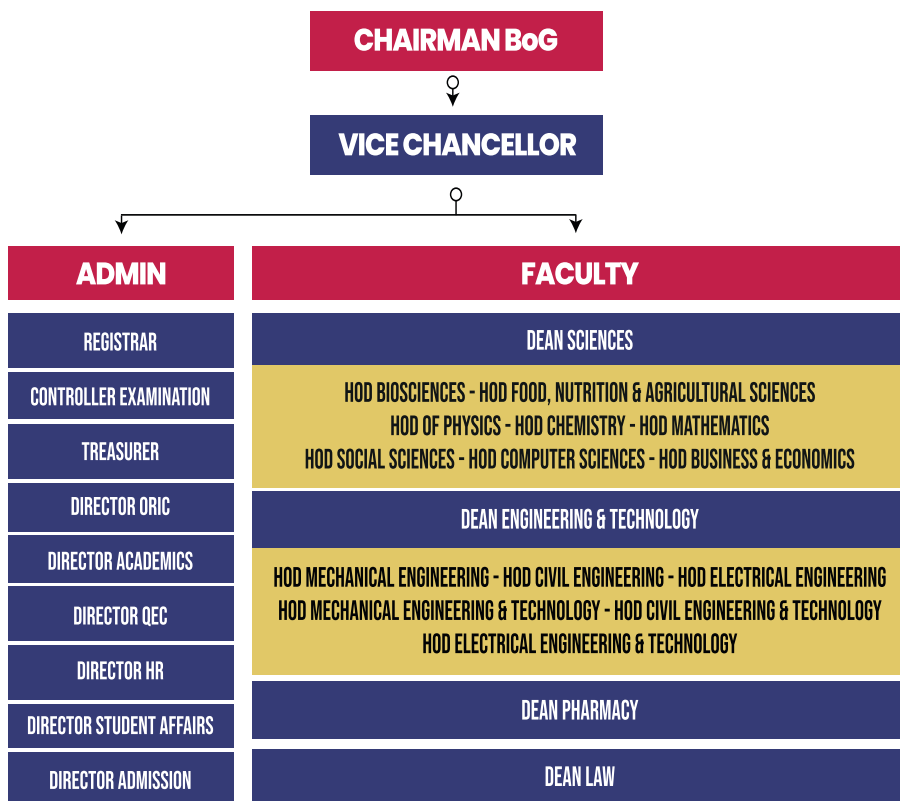 CHAIRMAN BoG
VICE CHANCELLOR
ADMIN
REGISTRAR
CONTROLLER EXAMINATION
TREASURER
DIRECTOR ORIC
DIRECTOR ACADEMICS
DIRECTOR QEC
DIRECTOR HR
DIRECTOR STUDENT AFFAIRS
DIRECTOR ADMISSION
FACULTY
DEAN SCIENCES
HOD BIOSCIENCES - HOD FOOD, NUTRITION & AGRICULTURAL SCIENCES
HOD OF PHYSICS - HOD CHEMISTRY - HOD MATHEMATICS
HOD SOCIAL SCIENCES - HOD COMPUTER SCIENCES - HOD BUSINESS & ECONOMICS
DEAN ENGINEERING & TECHNOLOGY
HOD MECHANICAL ENGINEERING - HOD CIVIL ENGINEERING - HOD ELECTRICAL ENGINEERING
HOD MECHANICAL ENGINEERING & TECHNOLOGY - HOD CIVIL ENGINEERING & TECHNOLOGY
HOD ELECTRICAL ENGINEERING & TECHNOLOGY
DEAN PHARMACY
DEAN LAW